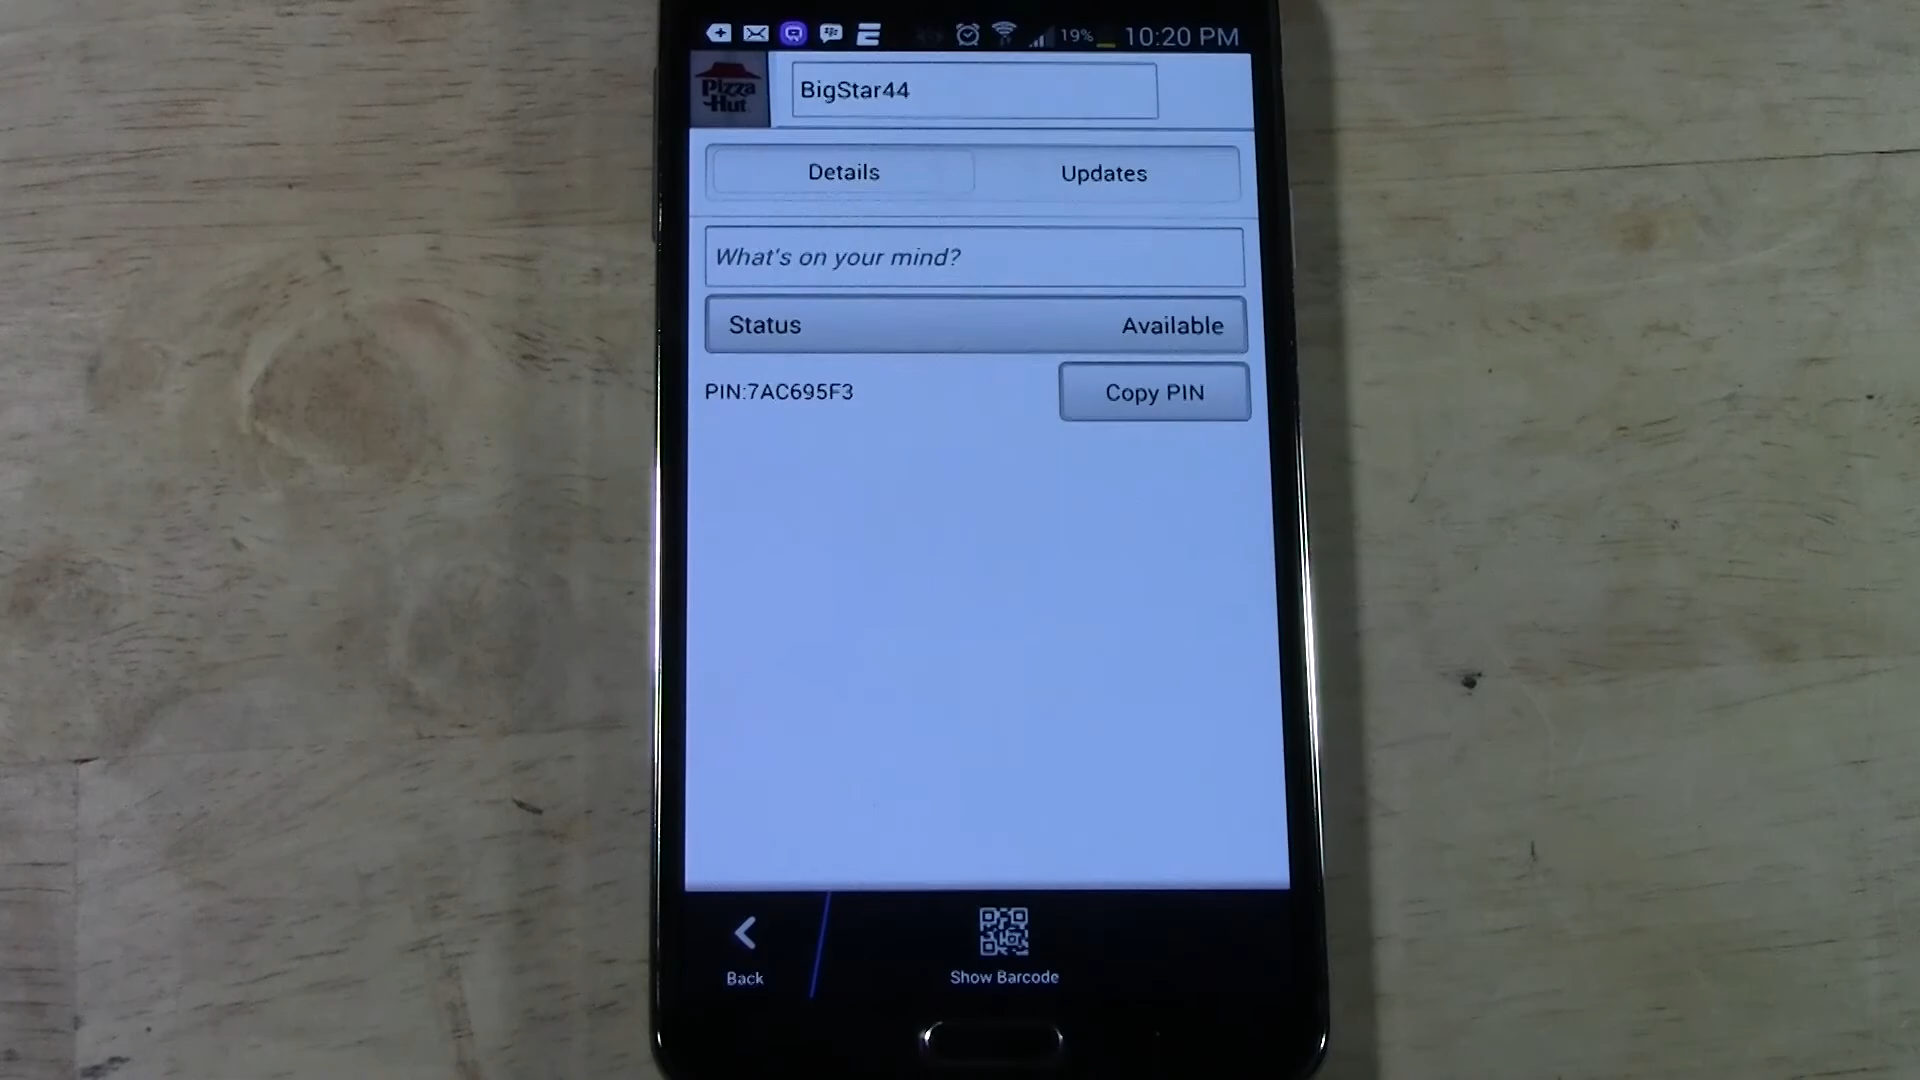 19% 10:20 PM
Pizza
Hut
BigStar44
Details Updates
What's on your mind?
Status Available
PIN:7AC695F3 Copy PIN
Back Show Barcode